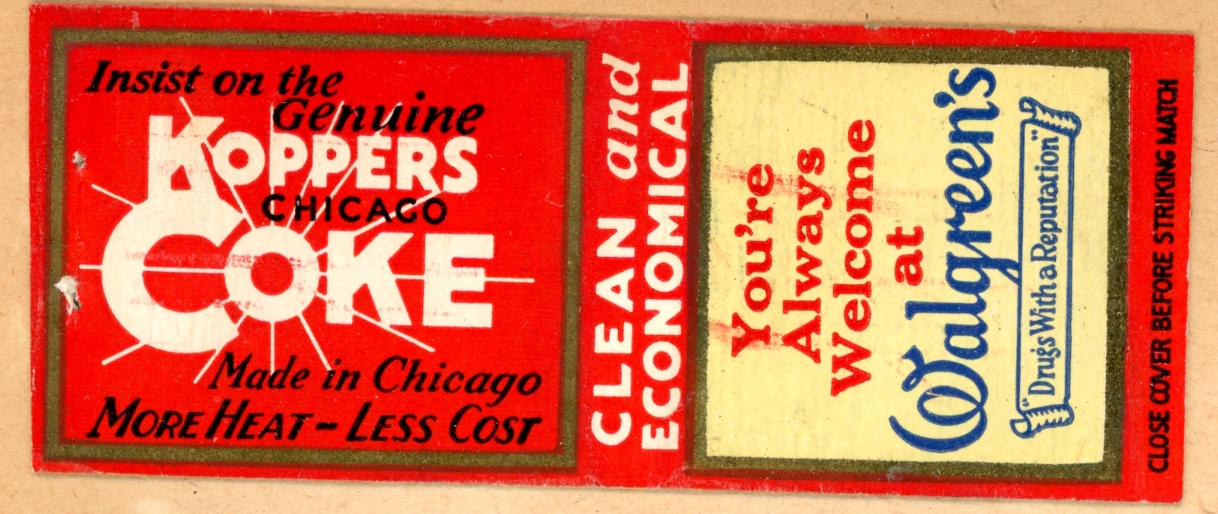 Insist on the
Genuine
KOPPERS
CHICAGO
COKE
Made in Chicago
MORE HEAT – LESS COST
CLEAN and
ECONOMICAL
You're
Always
Welcome
at
Walgreen's
"Drugs With a Reputation"
CLOSE COVER BEFORE STRIKING MATCH